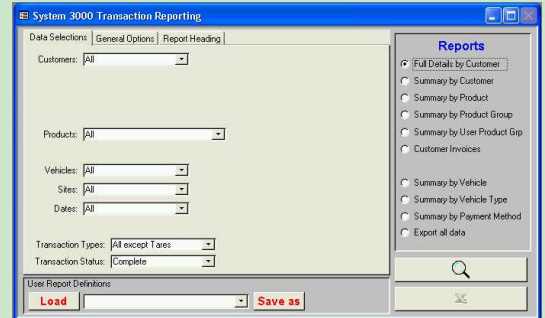 System 3000 Transaction Reporting
Data Selections General Options Report Heading
Customers: All
Products: All
Vehicles: All
Sites: All
Dates: All
Transaction Types: All except Tares
Transaction Status: Complete
User Report Definitions
Load Save as
Reports
Full Details by Customer
Summary by Customer
Summary by Product
Summary by Product Group
Summary by User Product Grp
Customer Invoices
Summary by Vehicle
Summary by Vehicle Type
Summary by Payment Method
Export all data